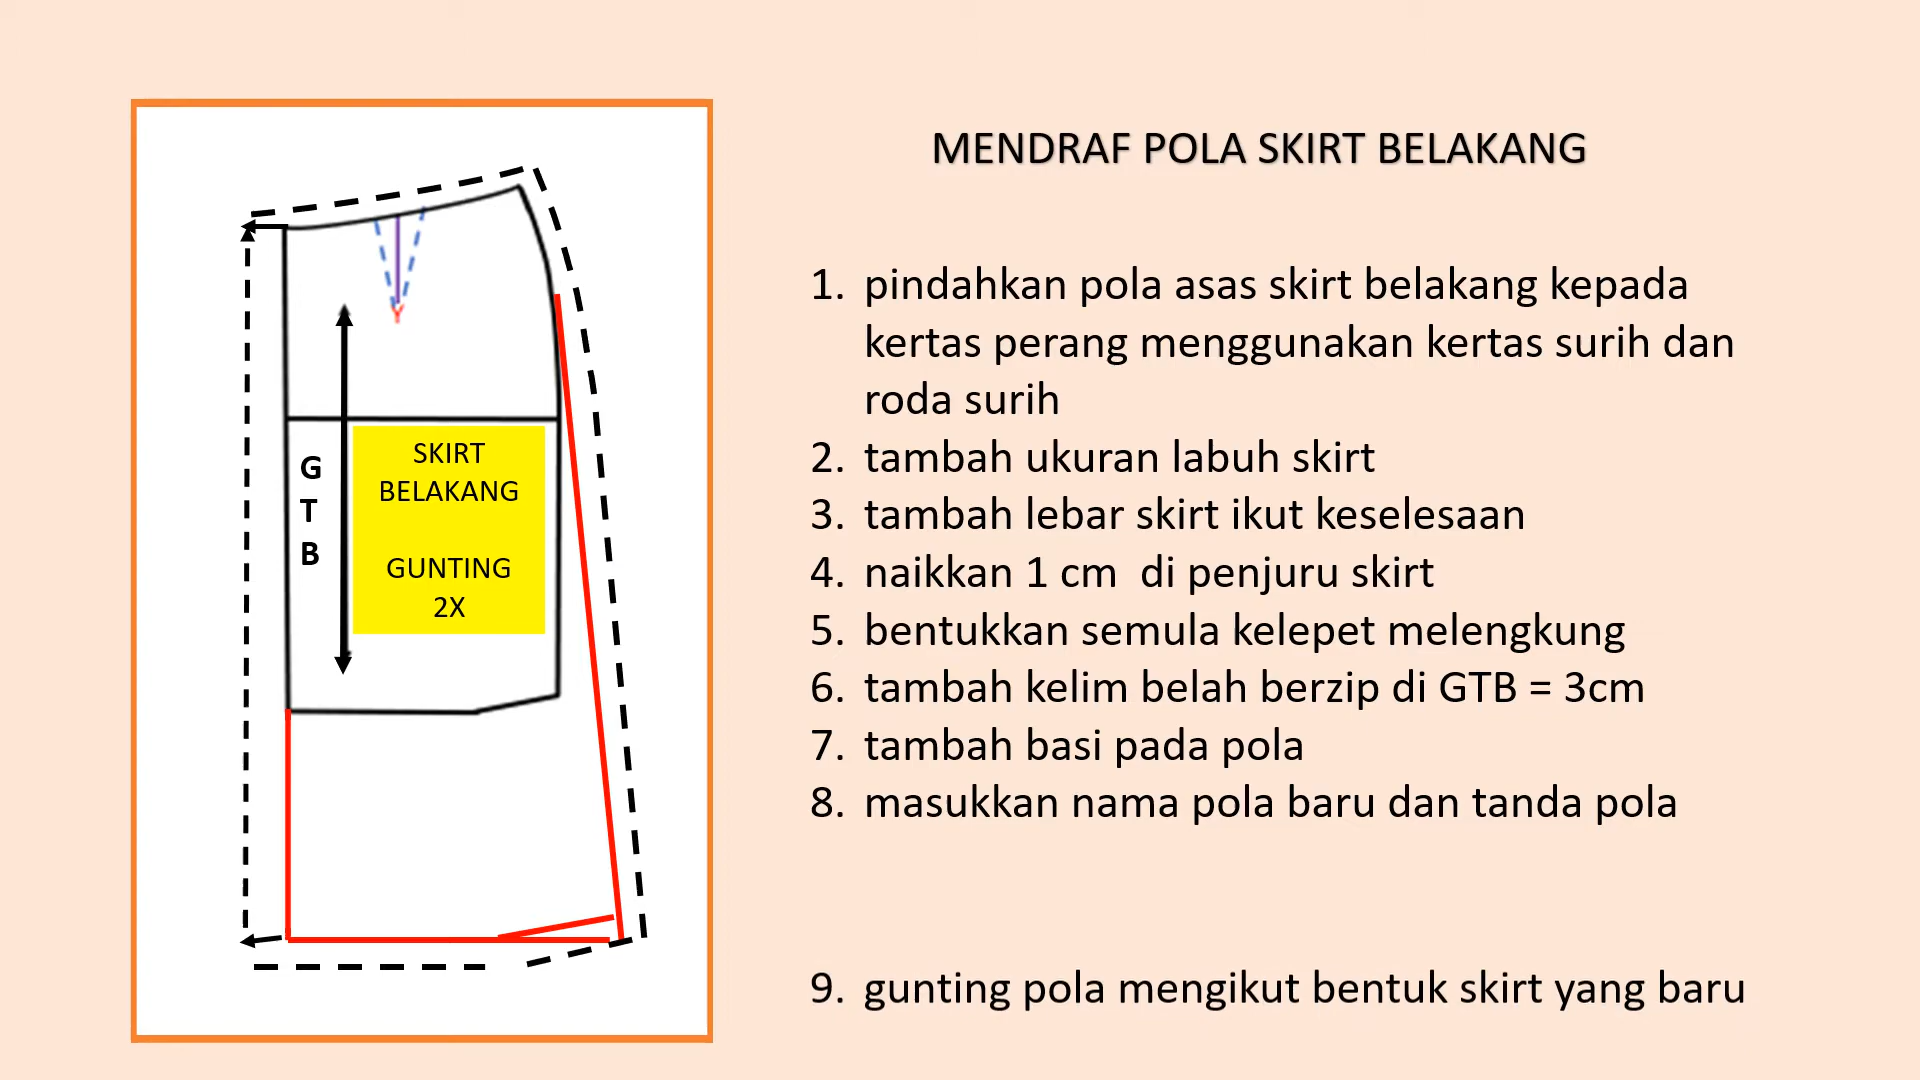 MENDRAF POLA SKIRT BELAKANG
G
T
B
SKIRT
BELAKANG
GUNTING
2X
1. pindahkan pola asas skirt belakang kepada
kertas perang menggunakan kertas surih dan
roda surih
2. tambah ukuran labuh skirt
3. tambah lebar skirt ikut keselesaan
4. naikkan 1 cm  di penjuru skirt
5. bentukkan semula kelepet melengkung
6. tambah kelim belah berzip di GTB = 3cm
7. tambah basi pada pola
8. masukkan nama pola baru dan tanda pola
9. gunting pola mengikut bentuk skirt yang baru